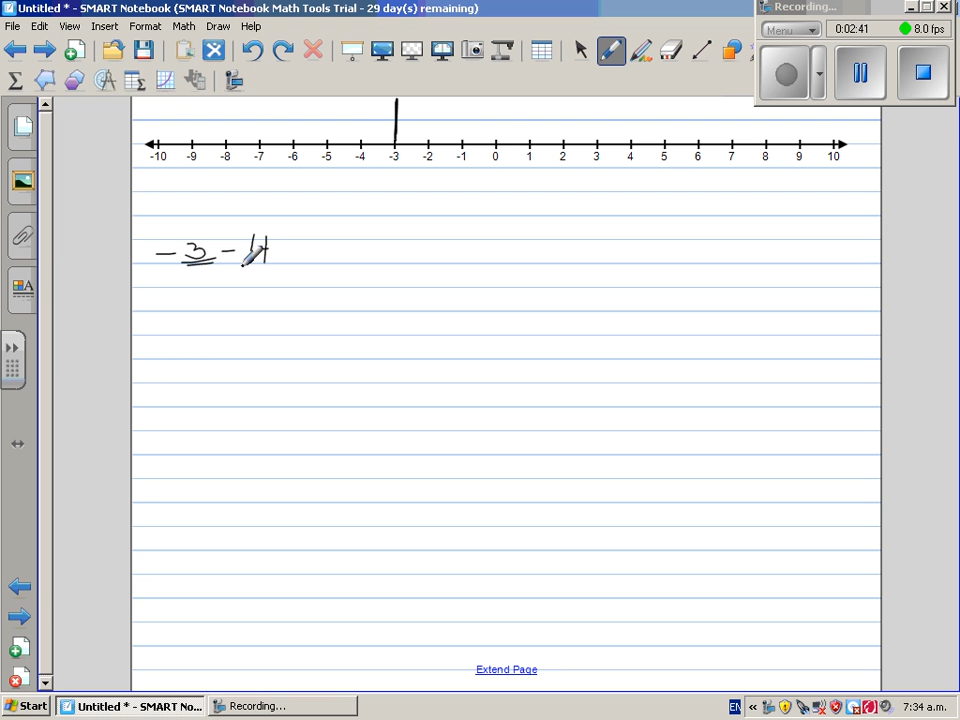 Untitled * - SMART Notebook (SMART Notebook Math Tools Trial - 29 day(s) remaining)
Recording...
File Edit View Insert Format Math Draw Help
Menu 0:02:41 8.0 fps
-10 -9 -8 -7 -6 -5 -4 -3 -2 -1 0 1 2 3 4 5 6 7 8 9 10
-3 - 4
Extend Page
Start Untitled * - SMART No... Recording... EN « 7:34 a.m.